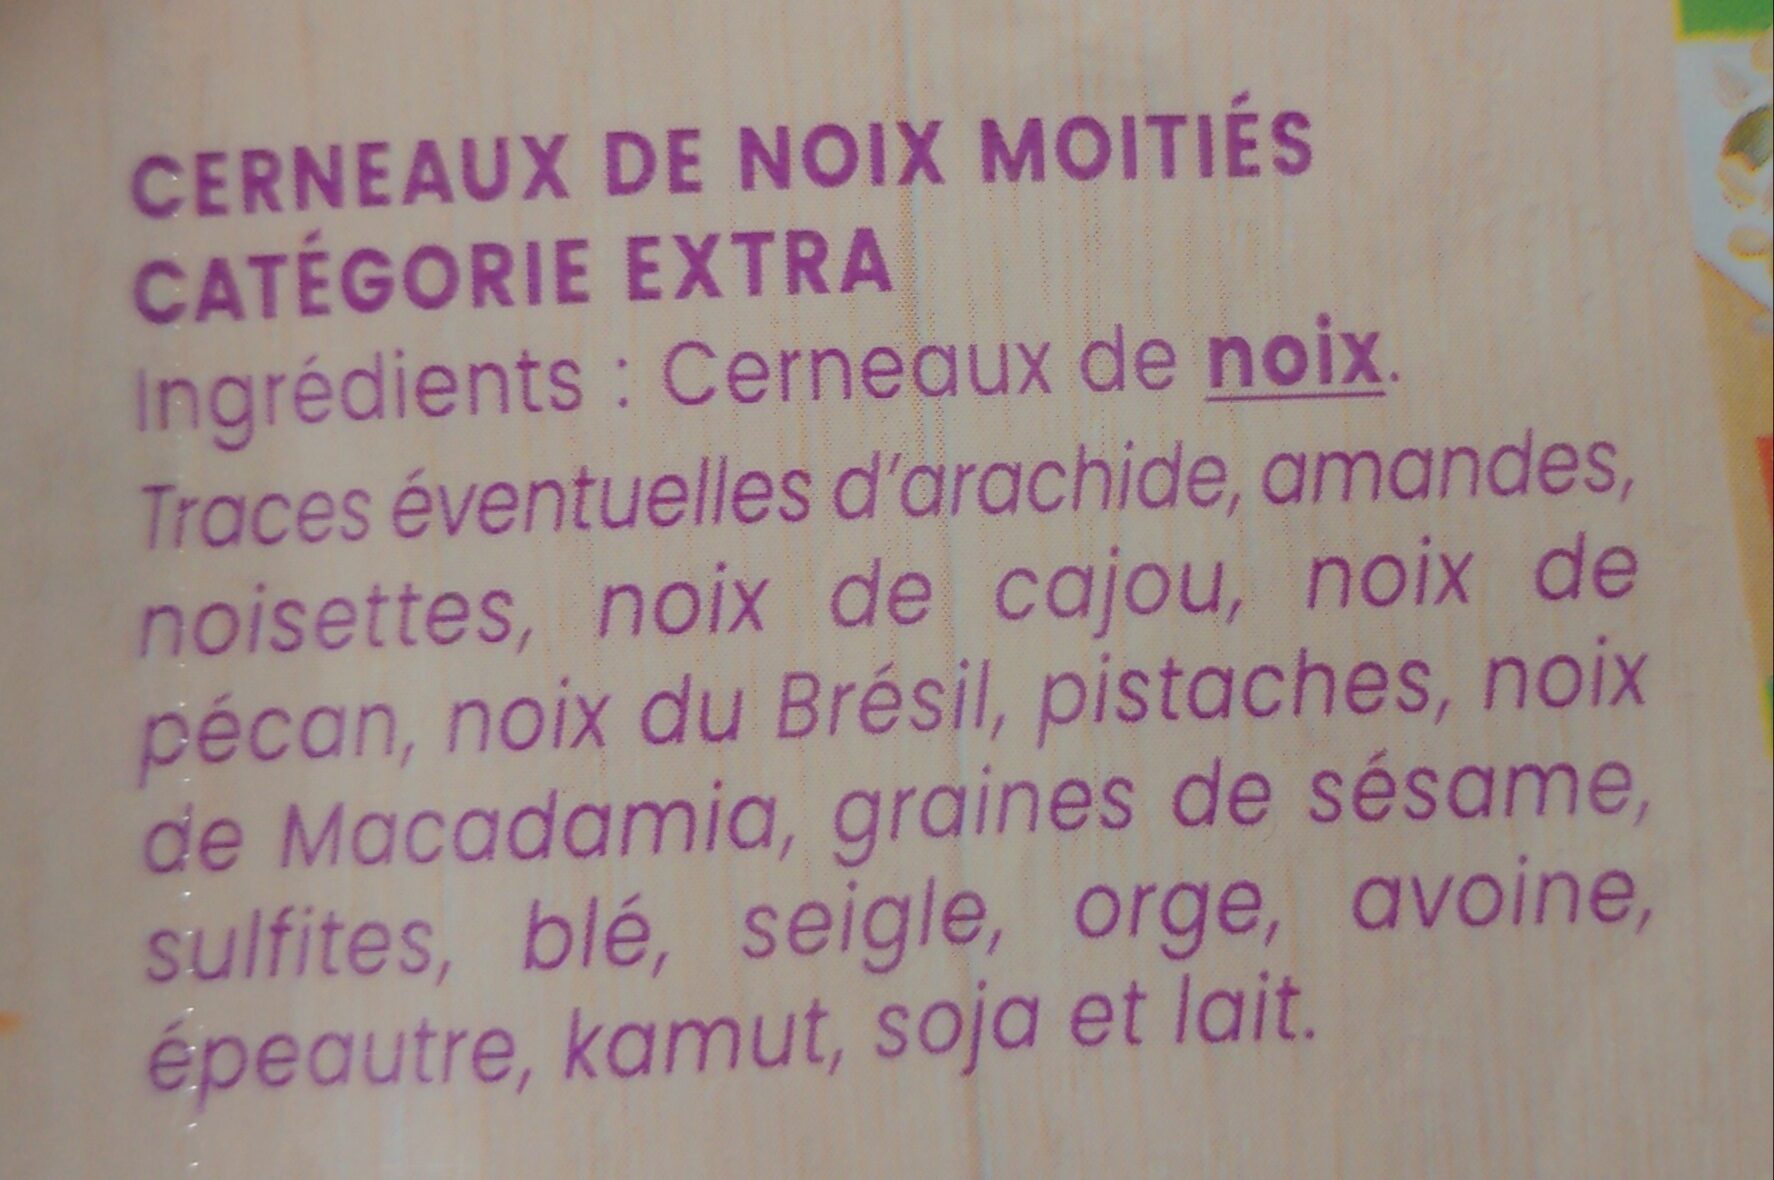 CERNEAUX DE NOIX MOITIÉS
CATÉGORIE EXTRA
Ingrédients : Cerneaux de noix.
Traces éventuelles d'arachide, amandes,
noisettes, noix de cajou, noix de
pécan, noix du Brésil, pistaches, noix
de Macadamia, graines de sésame,
sulfites, blé, seigle, orge, avoine,
épeautre, kamut, soja et lait.